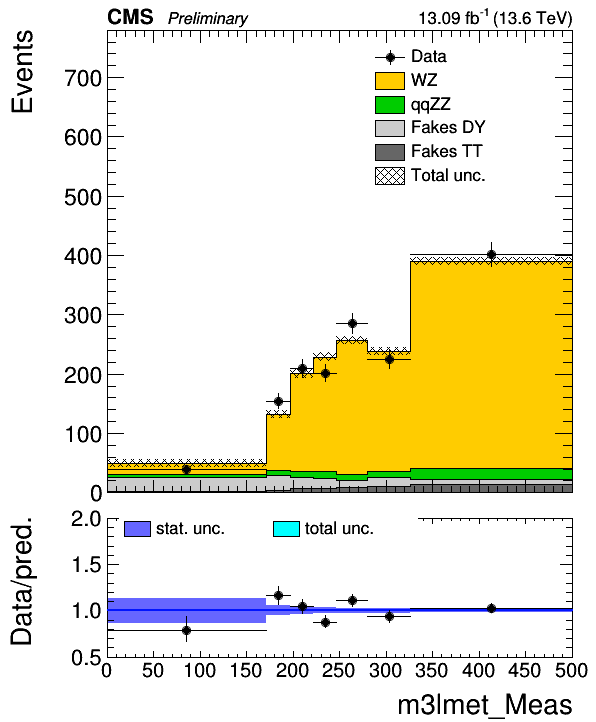 CMS Preliminary 13.09 fb⁻¹ (13.6 TeV)
Events
700
600
500
400
300
200
100
0
Data
WZ
qqZZ
Fakes DY
Fakes TT
Total unc.
Data/pred.
2.0
1.5
1.0
0.5
stat. unc. total unc.
0 50 100 150 200 250 300 350 400 450 500
m3lmet_Meas